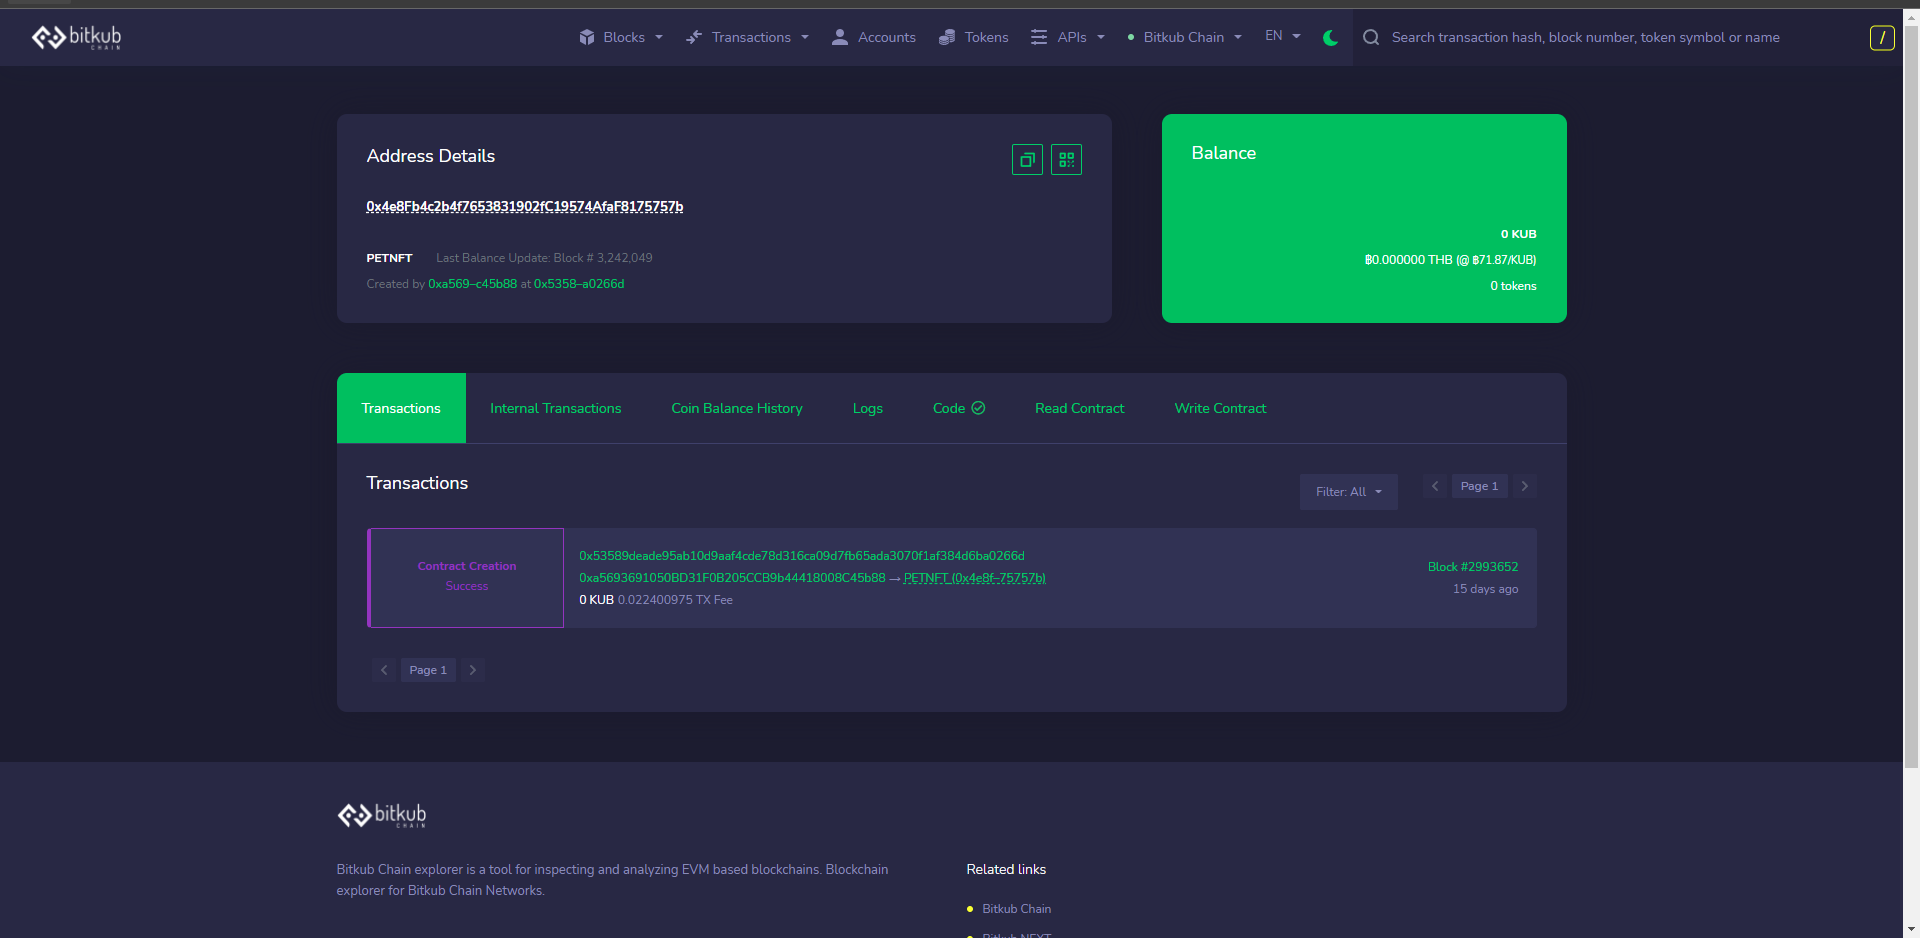 bitkub
CHAIN
Blocks
Transactions
Accounts
Tokens
APIs
Bitkub Chain
EN
Search transaction hash, block number, token symbol or name
/
Address Details
0x4e8Fb4c2b4f7653831902fC19574AfaF8175757b
PETNFT Last Balance Update: Block # 3,242,049
Created by 0xa569–c45b88 at 0x5358–a0266d
Balance
0 KUB
฿0.000000 THB (@ ฿71.87/KUB)
0 tokens
Transactions
Internal Transactions
Coin Balance History
Logs
Code
Read Contract
Write Contract
Transactions
Filter: All
Page 1
Contract Creation
Success
0x53589deade95ab10d9aaf4cde78d316ca09d7fb65ada3070f1af384d6ba0266d
0xa5693691050BD31F0B205CCB9b44418008C45b88 → PETNFT (0x4e8f–75757b)
0 KUB 0.022400975 TX Fee
Block #2993652
15 days ago
Page 1
bitkub
CHAIN
Bitkub Chain explorer is a tool for inspecting and analyzing EVM based blockchains. Blockchain
explorer for Bitkub Chain Networks.
Related links
Bitkub Chain
Bitkub NEXT